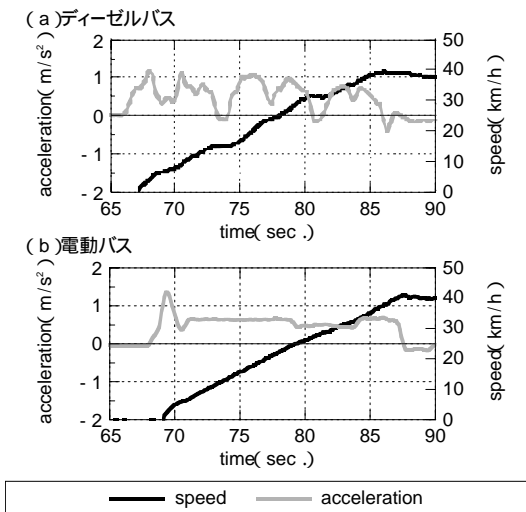 ( a )ディーゼルバス
acceleration( m/s² )
2
1
0
- 1
- 2
50
40
30
20
10
0
speed( km/h )
65 70 75 80 85 90
time( sec .)
( b )電動バス
acceleration( m/s² )
2
1
0
- 1
- 2
50
40
30
20
10
0
speed( km/h )
65 70 75 80 85 90
time( sec .)
speed acceleration